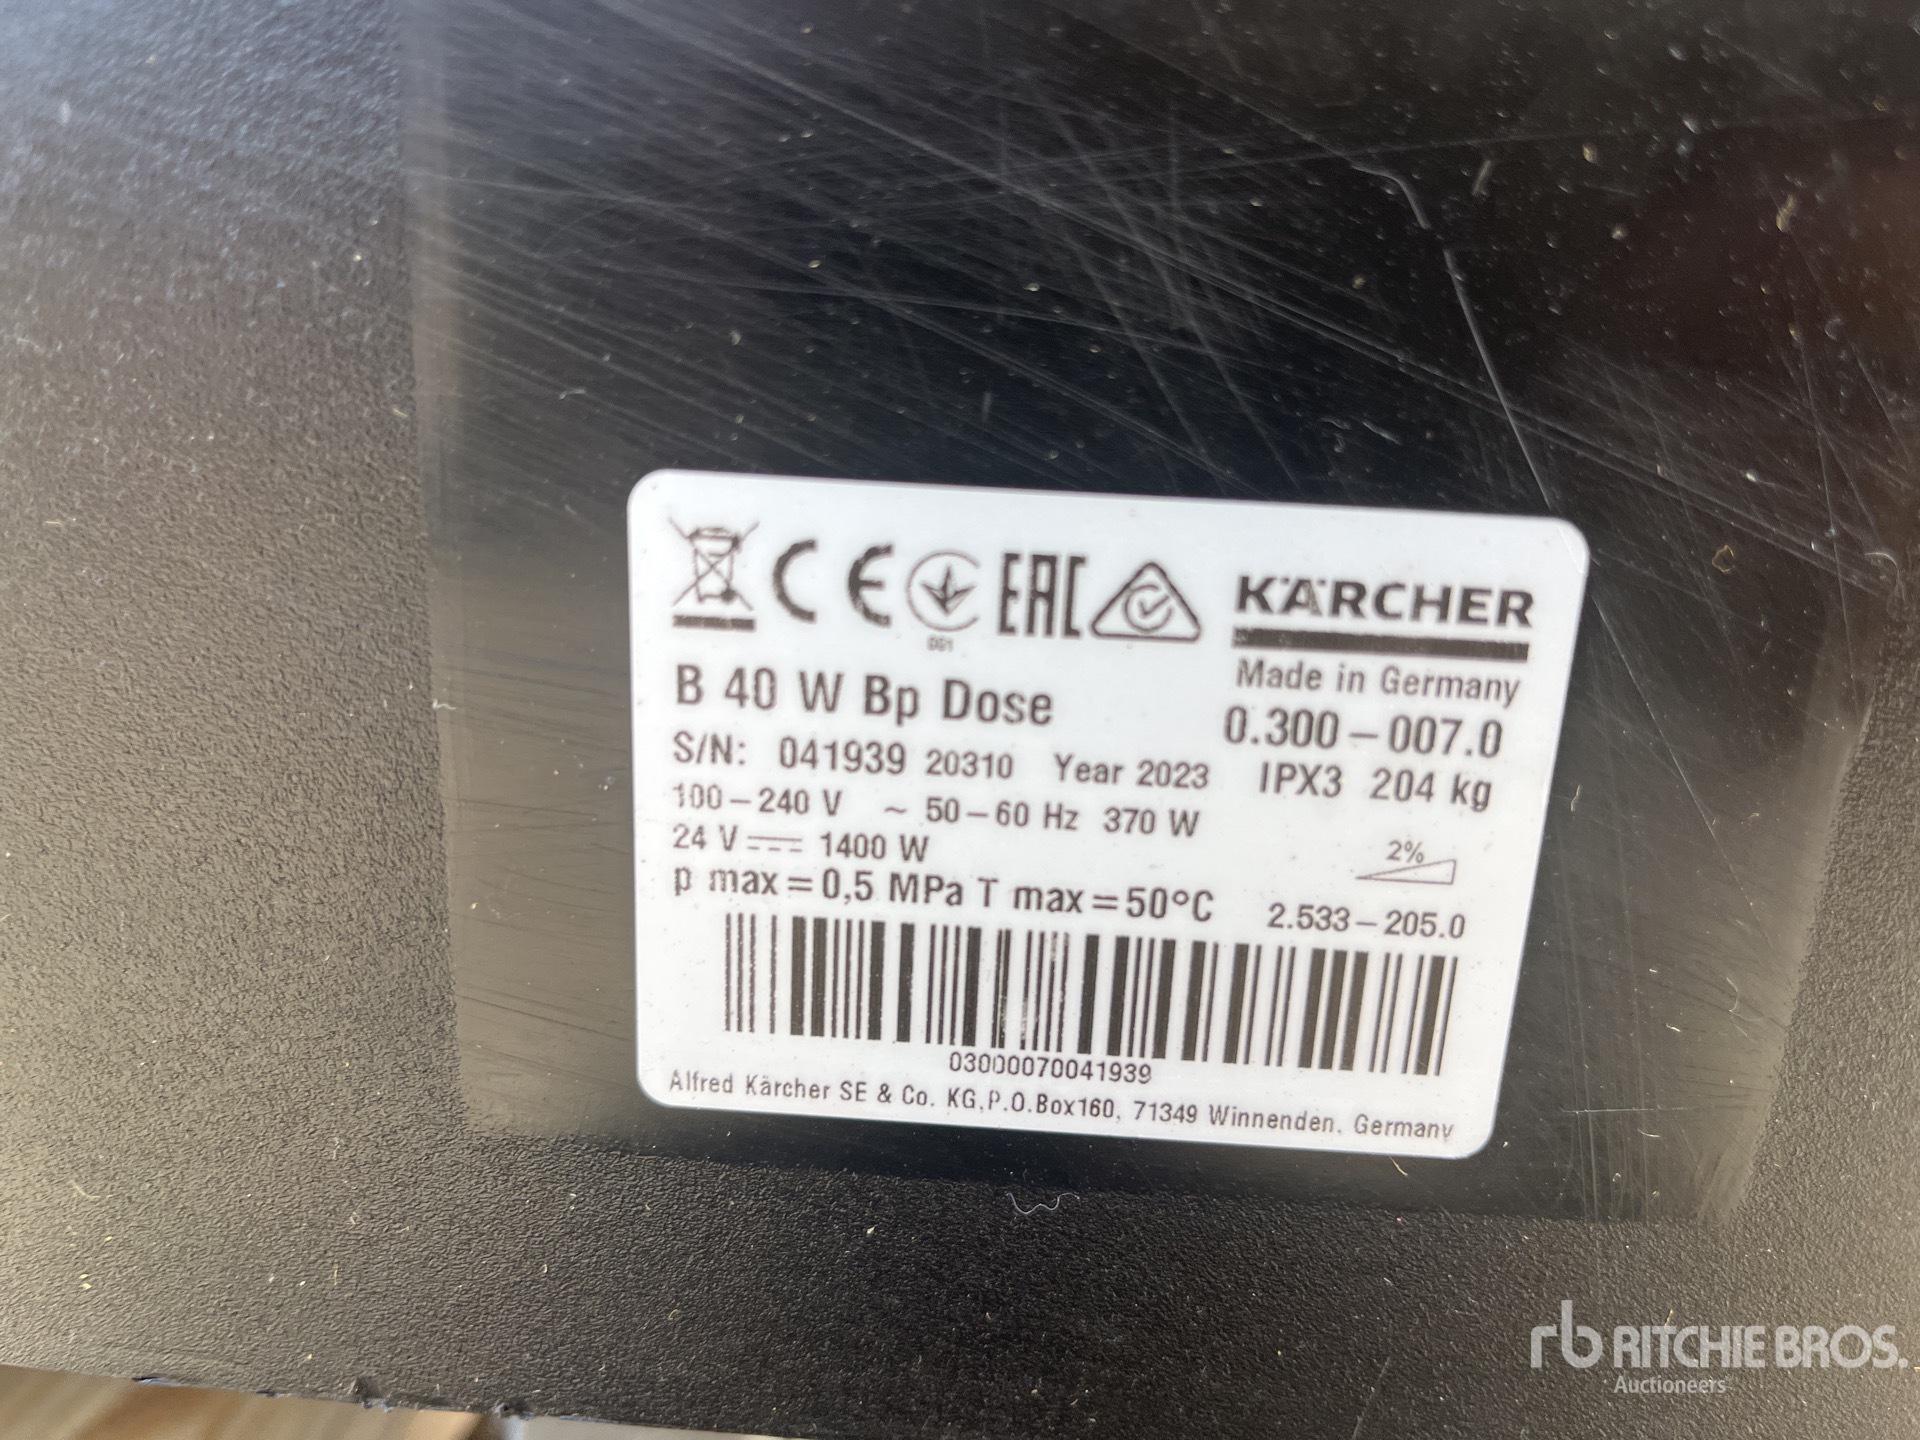 CE EAC KÄRCHER
Made in Germany
B 40 W Bp Dose 0.300-007.0
S/N: 041939 20310 Year 2023 IPX3 204 kg
100-240 V ~ 50-60 Hz 370 W
24 V ⎓ 1400 W 2%
p max=0,5 MPa T max=50°C 2.533-205.0
03000070041939
Alfred Kärcher SE & Co. KG,P.O.Box160, 71349 Winnenden, Germany
rb RITCHIE BROS.
Auctioneers